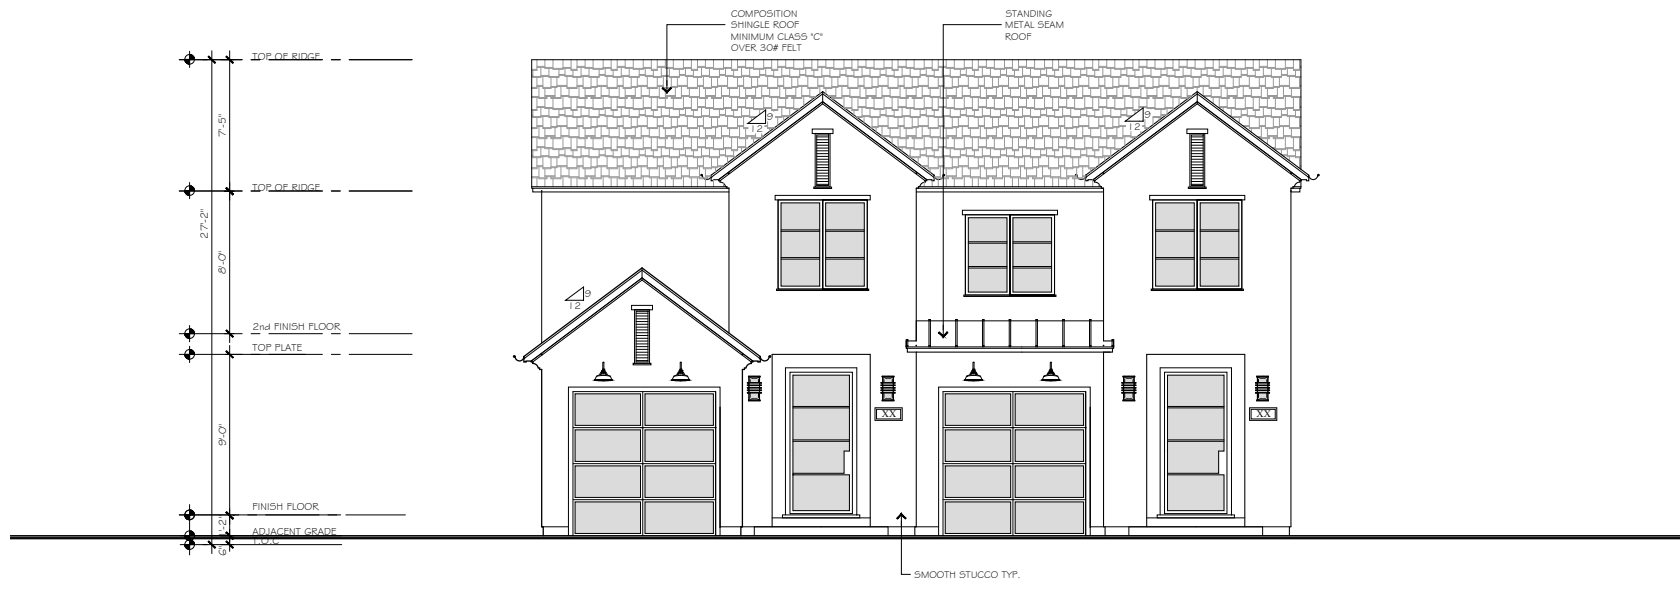 COMPOSITION
SHINGLE ROOF
MINIMUM CLASS "C"
OVER 30# FELT
STANDING
METAL SEAM
ROOF
TOP OF RIDGE
7'-5"
9
12
9
12
TOP OF RIDGE
27'-2"
8'-0"
9
12
2nd FINISH FLOOR
TOP PLATE
9'-0"
XX
XX
FINISH FLOOR
1'-2"
ADJACENT GRADE
T.O.C
6"
SMOOTH STUCCO TYP.